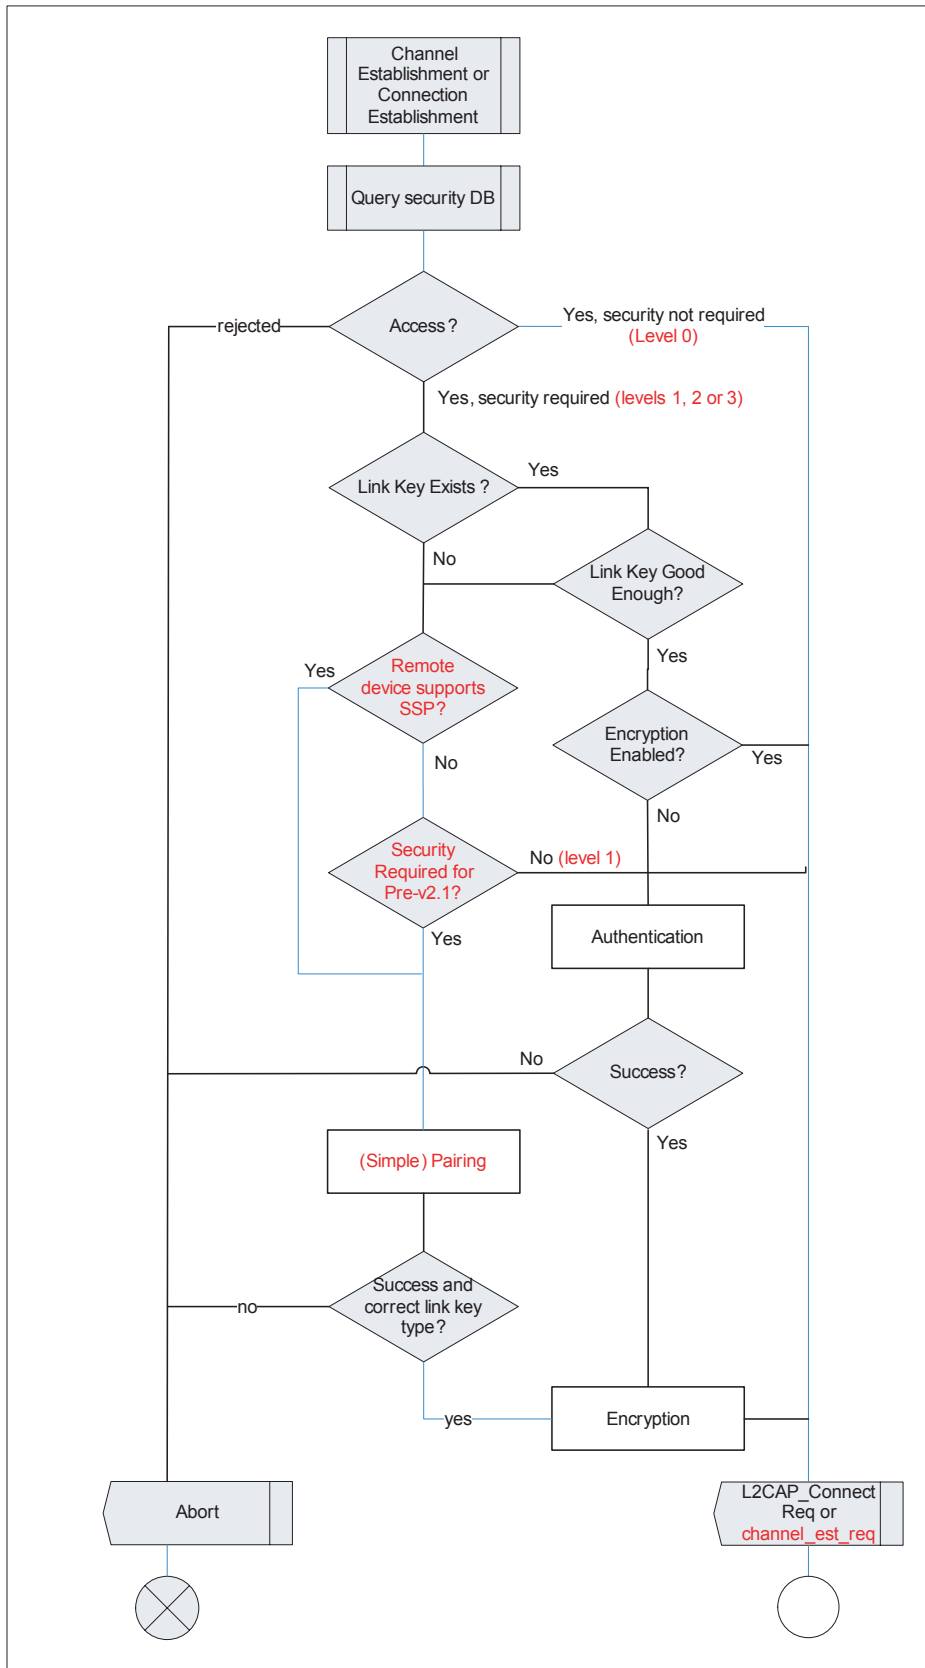 Channel
Establishment or
Connection
Establishment
Query security DB
rejected
Access?
Yes, security not required
(Level 0)
Yes, security required (levels 1, 2 or 3)
Link Key Exists?
Yes
No
Link Key Good
Enough?
Yes
Yes
Remote
device supports
SSP?
No
Encryption
Enabled?
Yes
No
Security
Required for
Pre-v2.1?
No (level 1)
Yes
Authentication
No
Success?
Yes
(Simple) Pairing
Success and
correct link key
type?
no
yes
Encryption
Abort
L2CAP_Connect
Req or
channel_est_req